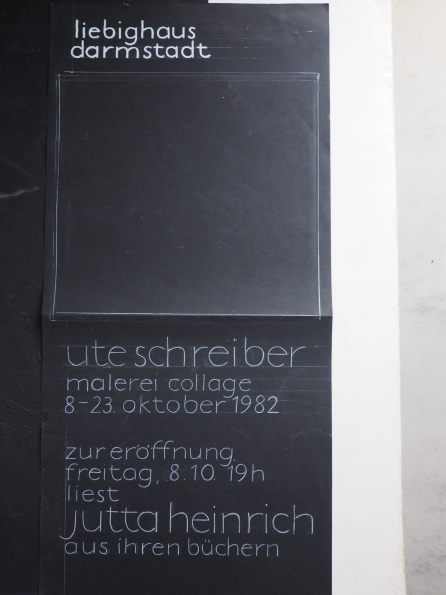 liebighaus
darmstadt
ute schreiber
malerei collage
8-23. oktober 1982
zur eröffnung,
freitag, 8.10. 19h
liest
jutta heinrich
aus ihren büchern